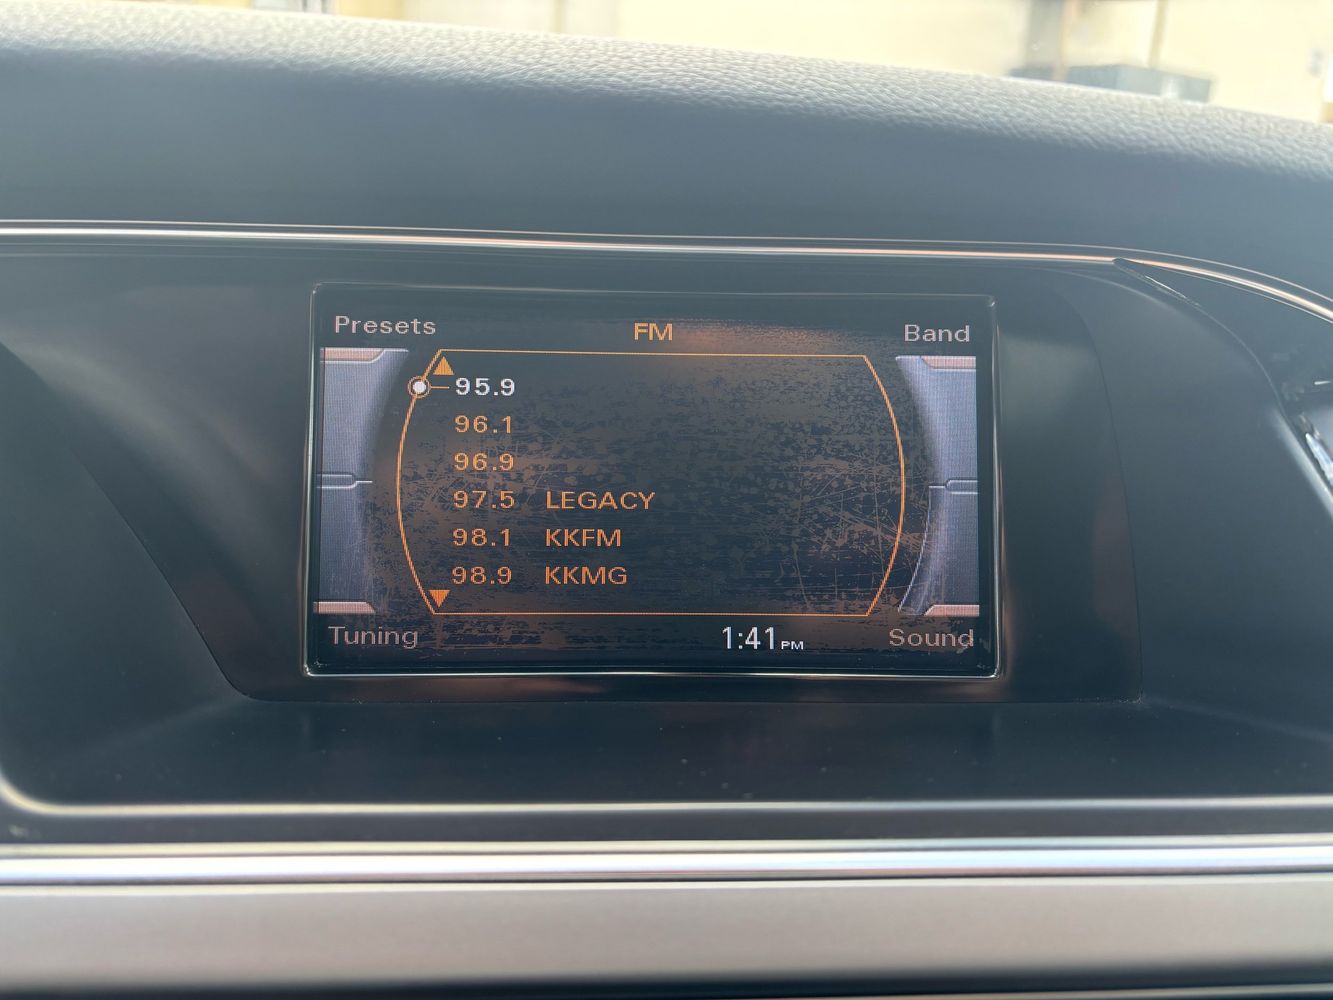 Presets FM Band
95.9
96.1
96.9
97.5 LEGACY
98.1 KKFM
98.9 KKMG
Tuning 1:41 PM Sound